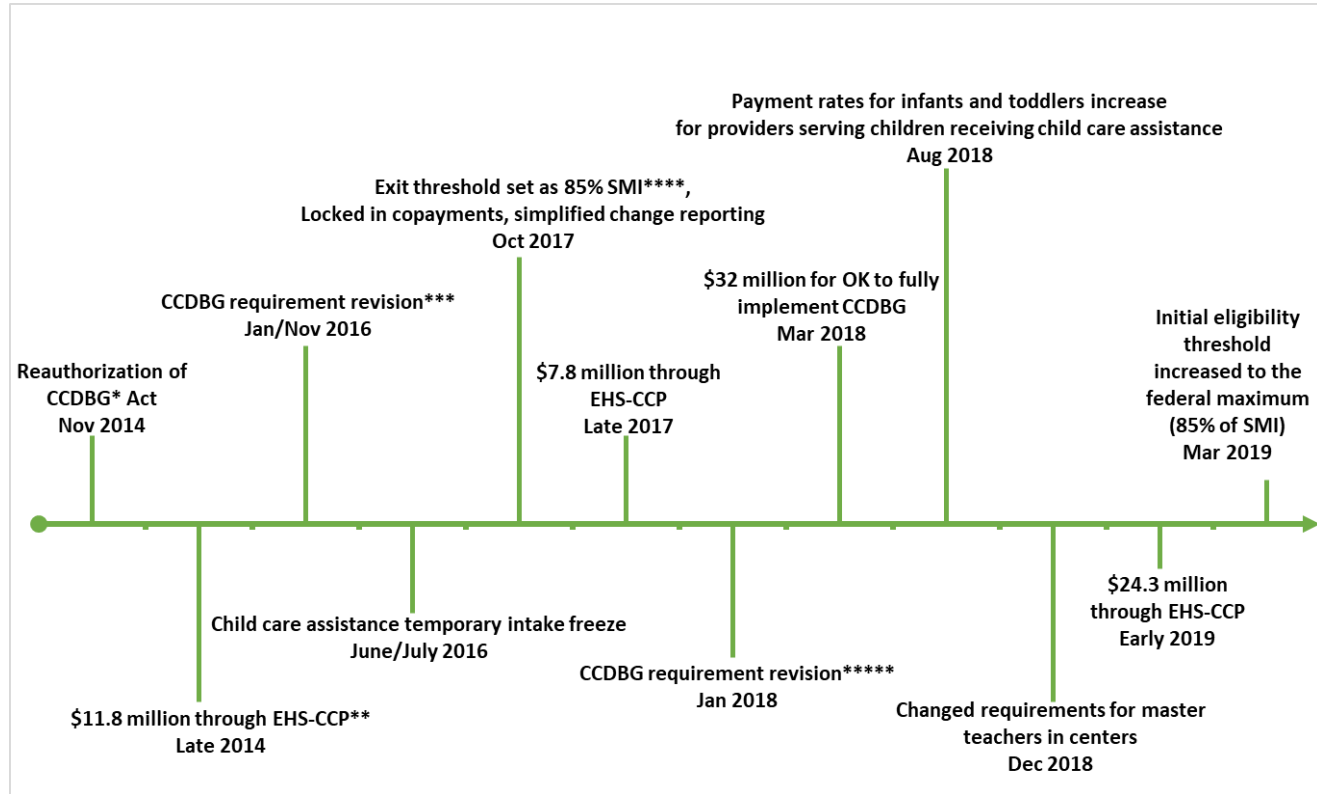 Payment rates for infants and toddlers increase
for providers serving children receiving child care assistance
Aug 2018
Exit threshold set as 85% SMI****,
Locked in copayments, simplified change reporting
Oct 2017
CCDBG requirement revision***
Jan/Nov 2016
$32 million for OK to fully
implement CCDBG
Mar 2018
Initial eligibility
threshold
increased to the
federal maximum
(85% of SMI)
Mar 2019
Reauthorization of
CCDBG* Act
Nov 2014
$7.8 million through
EHS-CCP
Late 2017
$24.3 million
through EHS-CCP
Early 2019
Child care assistance temporary intake freeze
June/July 2016
CCDBG requirement revision*****
Jan 2018
$11.8 million through EHS-CCP**
Late 2014
Changed requirements for master
teachers in centers
Dec 2018